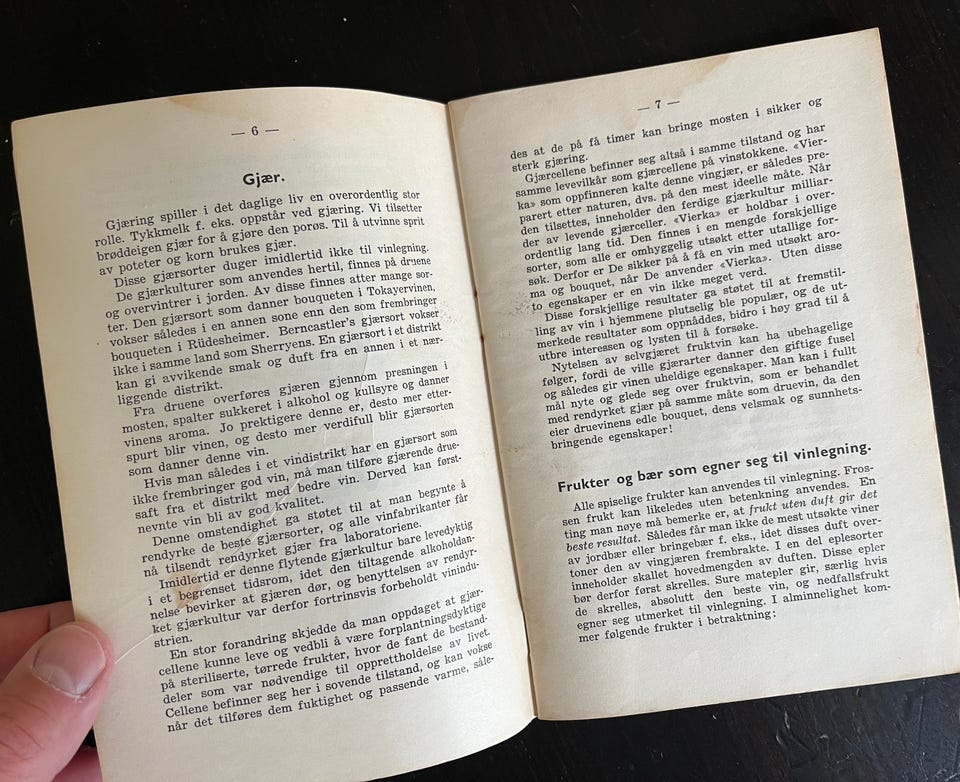 — 6 —
Gjær.
Gjæring spiller i det daglige liv en overordentlig stor
rolle. Tykkmelk f. eks. oppstår ved gjæring. Vi tilsetter
brøddeigen gjær for å gjøre den porøs. Til å utvinne sprit
av poteter og korn brukes gjær.
Disse gjærsorter duger imidlertid ikke til vinlegning.
De gjærkulturer som anvendes hertil, finnes på druene
og overvintrer i jorden. Av disse finnes atter mange sor-
ter. Den gjærsort som danner bouqueten i Tokayervinen,
vokser således i en annen sone enn den som frembringer
bouqueten i Rüdesheimer. Berncastler's gjærsort vokser
ikke i samme land som Sherryens. En gjærsort i et distrikt
kan gi avvikende smak og duft fra en annen i et nær-
liggende distrikt.
Fra druene overføres gjæren gjennom presningen i
mosten, spalter sukkeret i alkohol og kullsyre og danner
vinens aroma. Jo prektigere denne er, desto mer etter-
spurt blir vinen, og desto mer verdifull blir gjærsorten
som danner denne vin.
Hvis man således i et vindistrikt har en gjærsort som
ikke frembringer god vin, må man tilføre gjærende drue-
saft fra et distrikt med bedre vin. Derved kan først-
nevnte vin bli av god kvalitet.
Denne omstendighet ga støtet til at man begynte å
rendyrke de beste gjærsorter, og alle vinfabrikanter får
nå tilsendt rendyrket gjær fra laboratoriene.
Imidlertid er denne flytende gjærkultur bare levedyktig
i et begrenset tidsrom, idet den tiltagende alkoholdan-
nelse bevirker at gjæren dør, og benyttelsen av rendyr-
ket gjærkultur var derfor fortrinsvis forbeholdt vinindu-
strien.
En stor forandring skjedde da man oppdaget at gjær-
cellene kunne leve og vedbli å være forplantningsdyktige
på steriliserte, tørrede frukter, hvor de fant de bestand-
deler som var nødvendige til opprettholdelse av livet.
Cellene befinner seg her i sovende tilstand, og kan vokse
når det tilføres dem fuktighet og passende varme, såle-
— 7 —
des at de på få timer kan bringe mosten i sikker og
sterk gjæring.
Gjærcellene befinner seg altså i samme tilstand og har
samme levevilkår som gjærcellene på vinstokkene. «Vier-
ka» som oppfinneren kalte denne vingjær, er således pre-
parert etter naturen, dvs. på den mest ideelle måte. Når
den tilsettes, inneholder den ferdige gjærkultur milliar-
der av levende gjærceller. «Vierka» er holdbar i over-
ordentlig lang tid. Den finnes i en mengde forskjellige
sorter, som alle er omhyggelig utsøkt etter utallige for-
søk. Derfor er De sikker på å få en vin med utsøkt aro-
ma og bouquet, når De anvender «Vierka». Uten disse
to egenskaper er en vin ikke meget verd.
Disse forskjellige resultater ga støtet til at fremstil-
ling av vin i hjemmene plutselig ble populær, og de ut-
merkede resultater som oppnåddes, bidro i høy grad til å
utbre interessen og lysten til å forsøke.
Nytelsen av selvgjæret fruktvin kan ha ubehagelige
følger, fordi de ville gjærarter danner den giftige fusel
og således gir vinen uheldige egenskaper. Man kan i fullt
mål nyte og glede seg over fruktvin, som er behandlet
med rendyrket gjær på samme måte som druevin, da den
eier druevinens edle bouquet, dens velsmak og sunnhets-
bringende egenskaper!
Frukter og bær som egner seg til vinlegning.
Alle spiselige frukter kan anvendes til vinlegning. Fros-
sen frukt kan likeledes uten betenkning anvendes. En
ting man nøye må bemerke er, at frukt uten duft gir det
beste resultat. Således får man ikke de mest utsøkte viner
av jordbær eller bringebær f. eks., idet disses duft over-
toner den av vingjæren frembrakte. I en del eplesorter
inneholder skallet hovedmengden av duften. Disse epler
bør derfor først skrelles. Sure matepler gir, særlig hvis
de skrelles, absolutt den beste vin, og nedfallsfrukt
egner seg utmerket til vinlegning. I alminnelighet kom-
mer følgende frukter i betraktning: